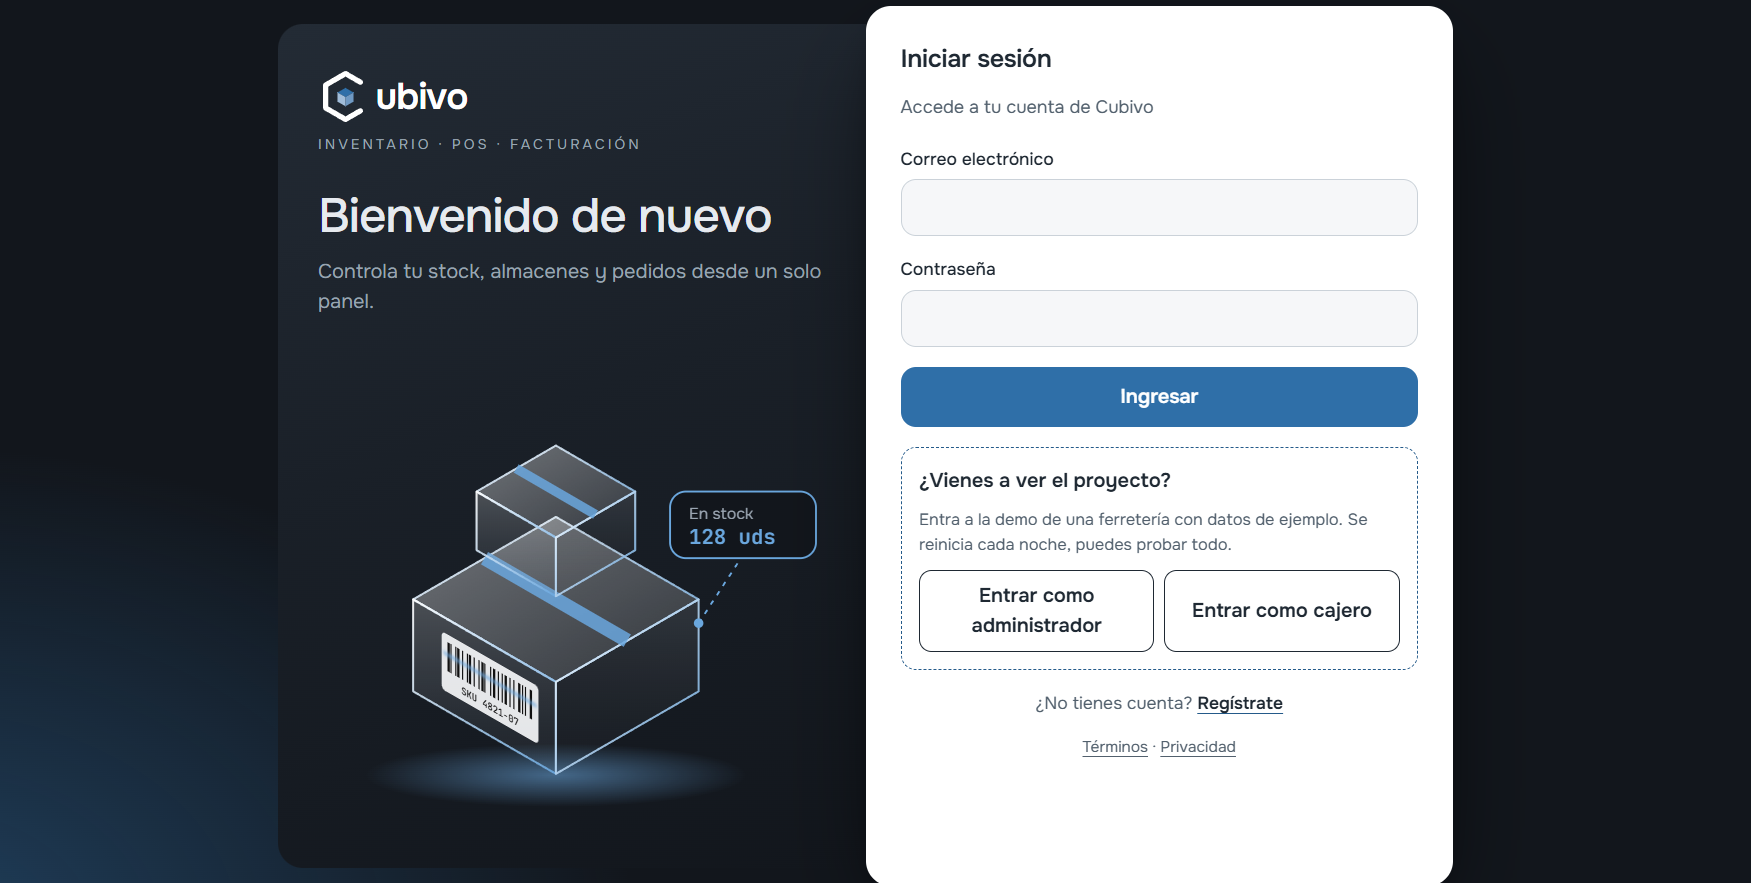 ubivo
INVENTARIO · POS · FACTURACIÓN
Bienvenido de nuevo
Controla tu stock, almacenes y pedidos desde un solo
panel.
En stock
128 uds
SKU 4821-07
Iniciar sesión
Accede a tu cuenta de Cubivo
Correo electrónico
Contraseña
Ingresar
¿Vienes a ver el proyecto?
Entra a la demo de una ferretería con datos de ejemplo. Se
reinicia cada noche, puedes probar todo.
Entrar como
administrador
Entrar como cajero
¿No tienes cuenta? Regístrate
Términos · Privacidad